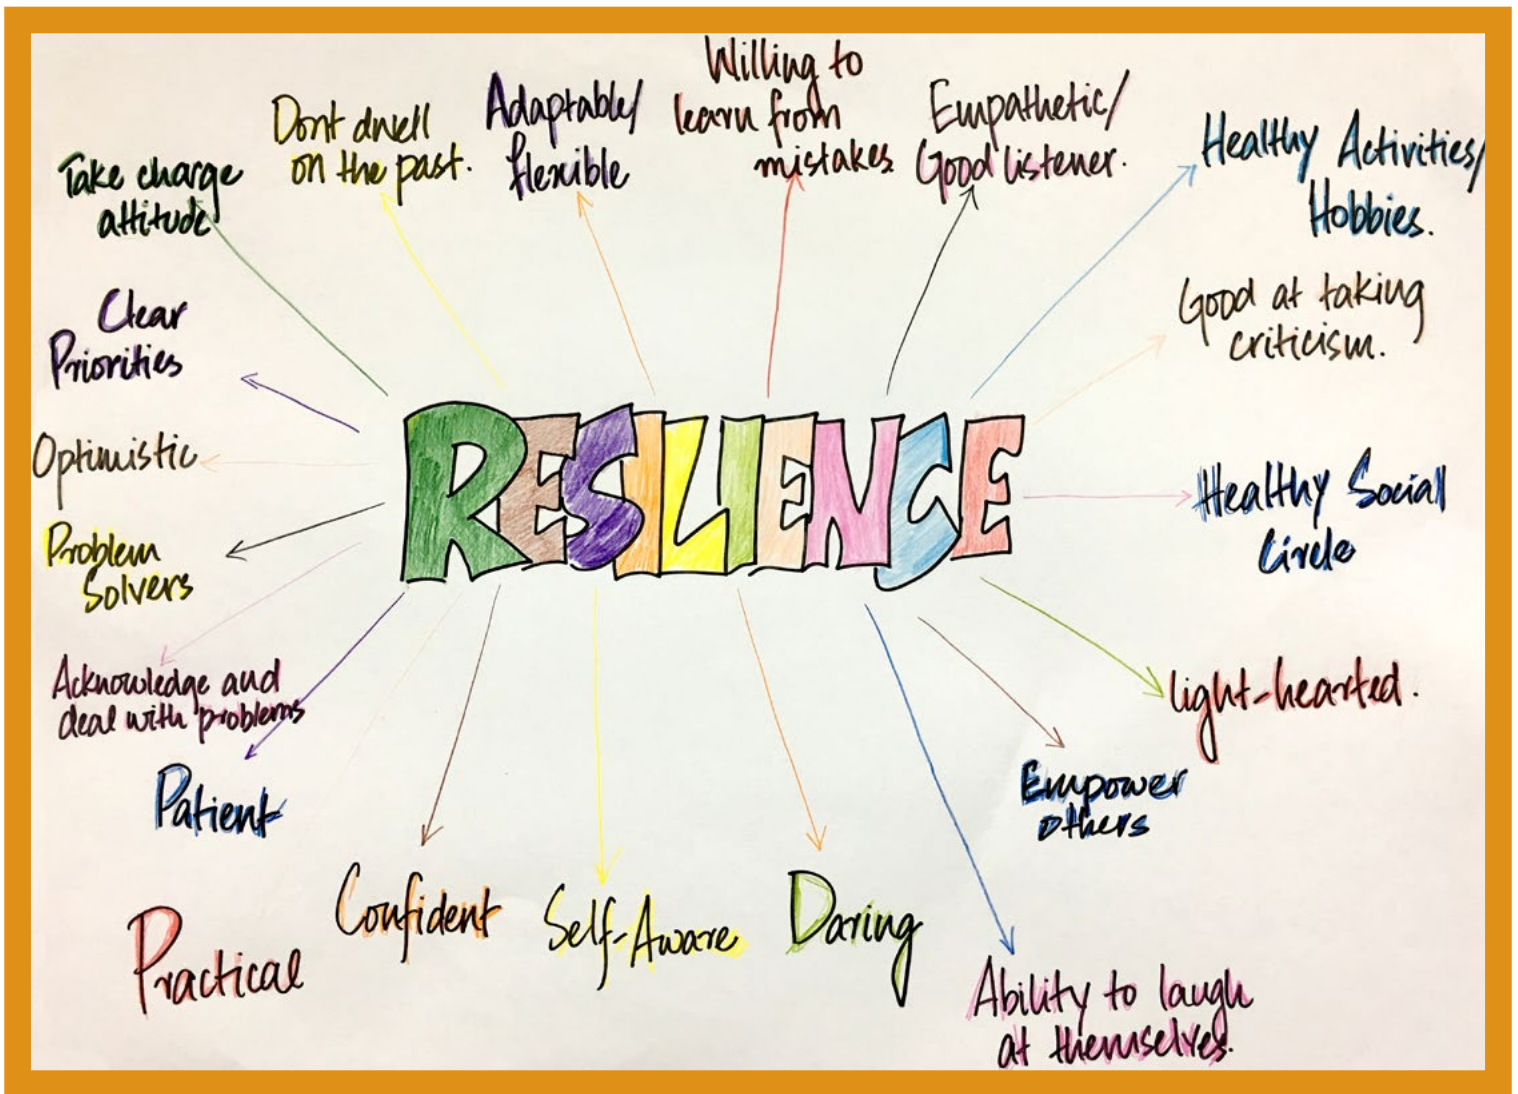 Willing to
learn from
mistakes
Dont dwell
on the past.
Adaptable/
flexible
Empathetic/
Good listener.
Healthy Activities/
Hobbies.
Take charge
attitude
Good at taking
criticism.
Clear
Priorities
Optimistic
RESILIENCE
Healthy Social
Circle
Problem
Solvers
Acknowledge and
deal with problems
light-hearted.
Patient
Empower
others
Confident
Self-Aware
Daring
Practical
Ability to laugh
at themselves.